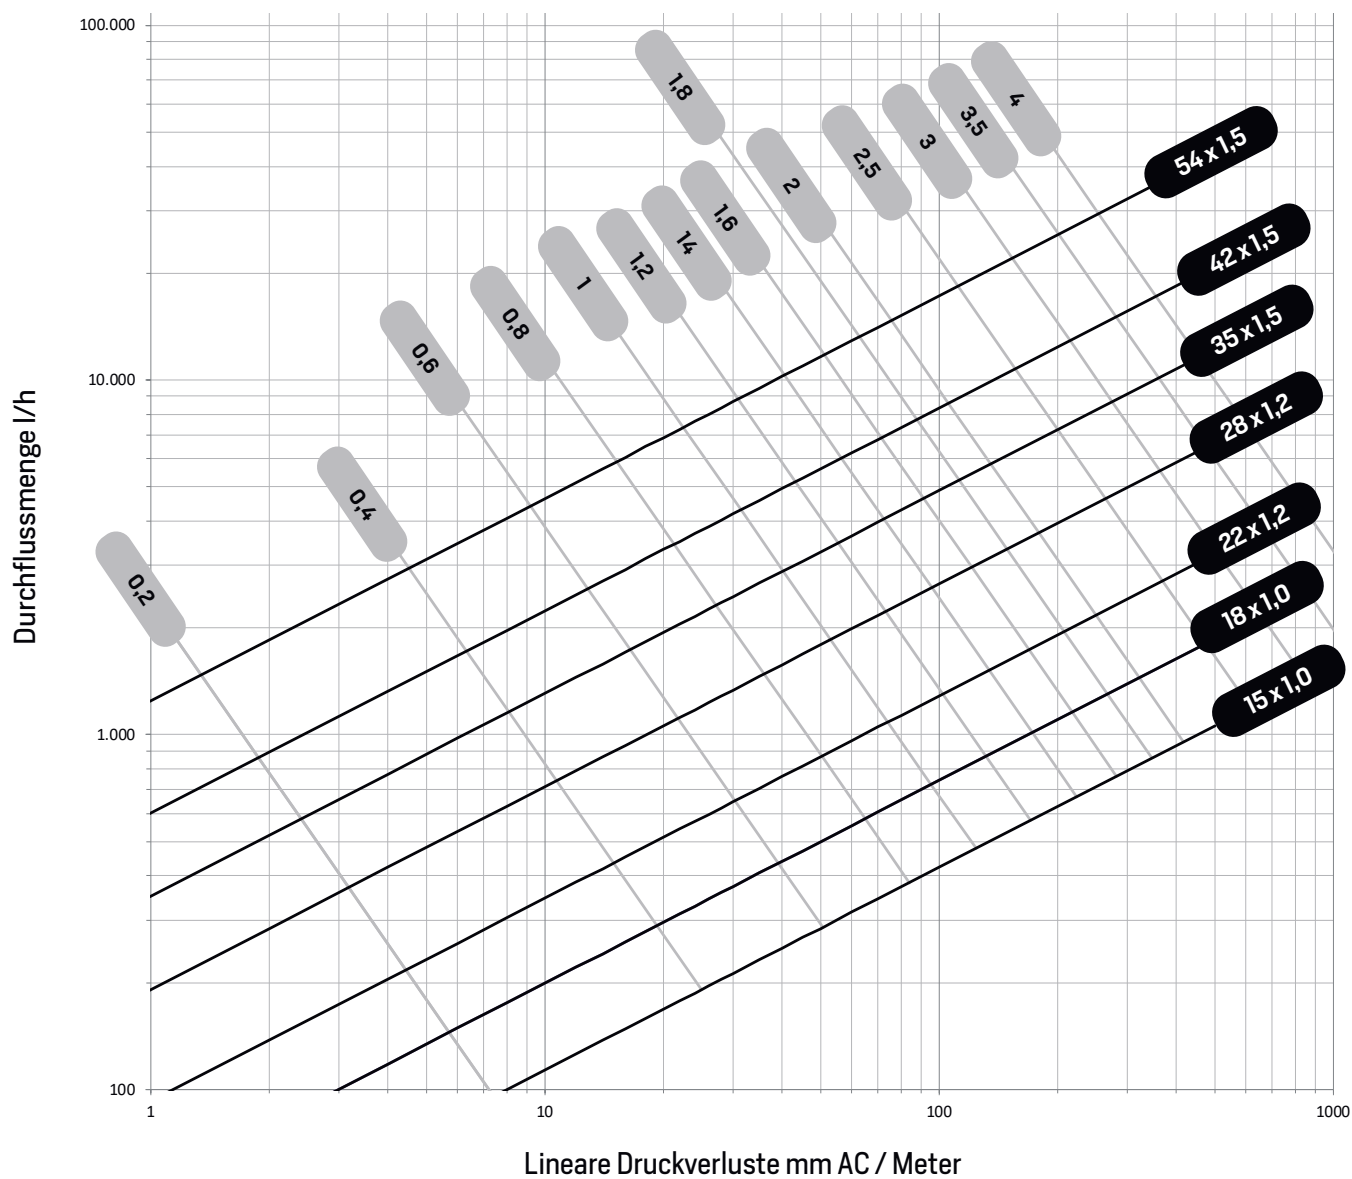 100.000
1,8
4
3,5
3
2,5
2
1,6
14
1,2
1
0,8
0,6
0,4
0,2
54 x 1,5
42 x 1,5
35 x 1,5
28 x 1,2
22 x 1,2
18 x 1,0
15 x 1,0
10.000
1.000
100
Durchflussmenge l/h
1
10
100
1000
Lineare Druckverluste mm AC / Meter